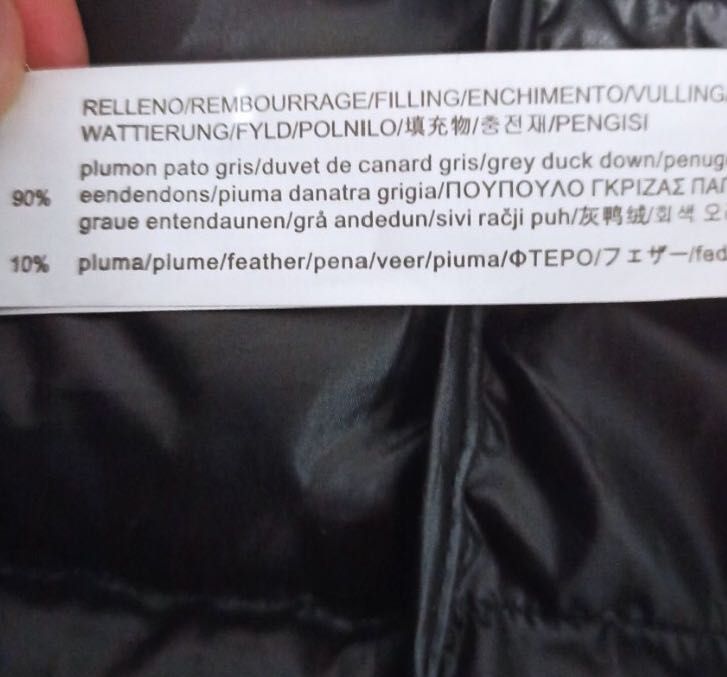 RELLENO/REMBOURRAGE/FILLING/ENCHIMENTO/VULLING
WATTIERUNG/FYLD/POLNILO/填充物/충전재/PENGISI
plumon pato gris/duvet de canard gris/grey duck down/penug
90% eendendons/piuma danatra grigia/ΠΟΥΠΟΥΛΟ ΓΚΡΙΖΑΣ ΠΑΠ
graue entendaunen/grå andedun/sivi račji puh/灰鸭绒/회색 오
10% pluma/plume/feather/pena/veer/piuma/ΦΤΕΡΟ/フェザー/fed